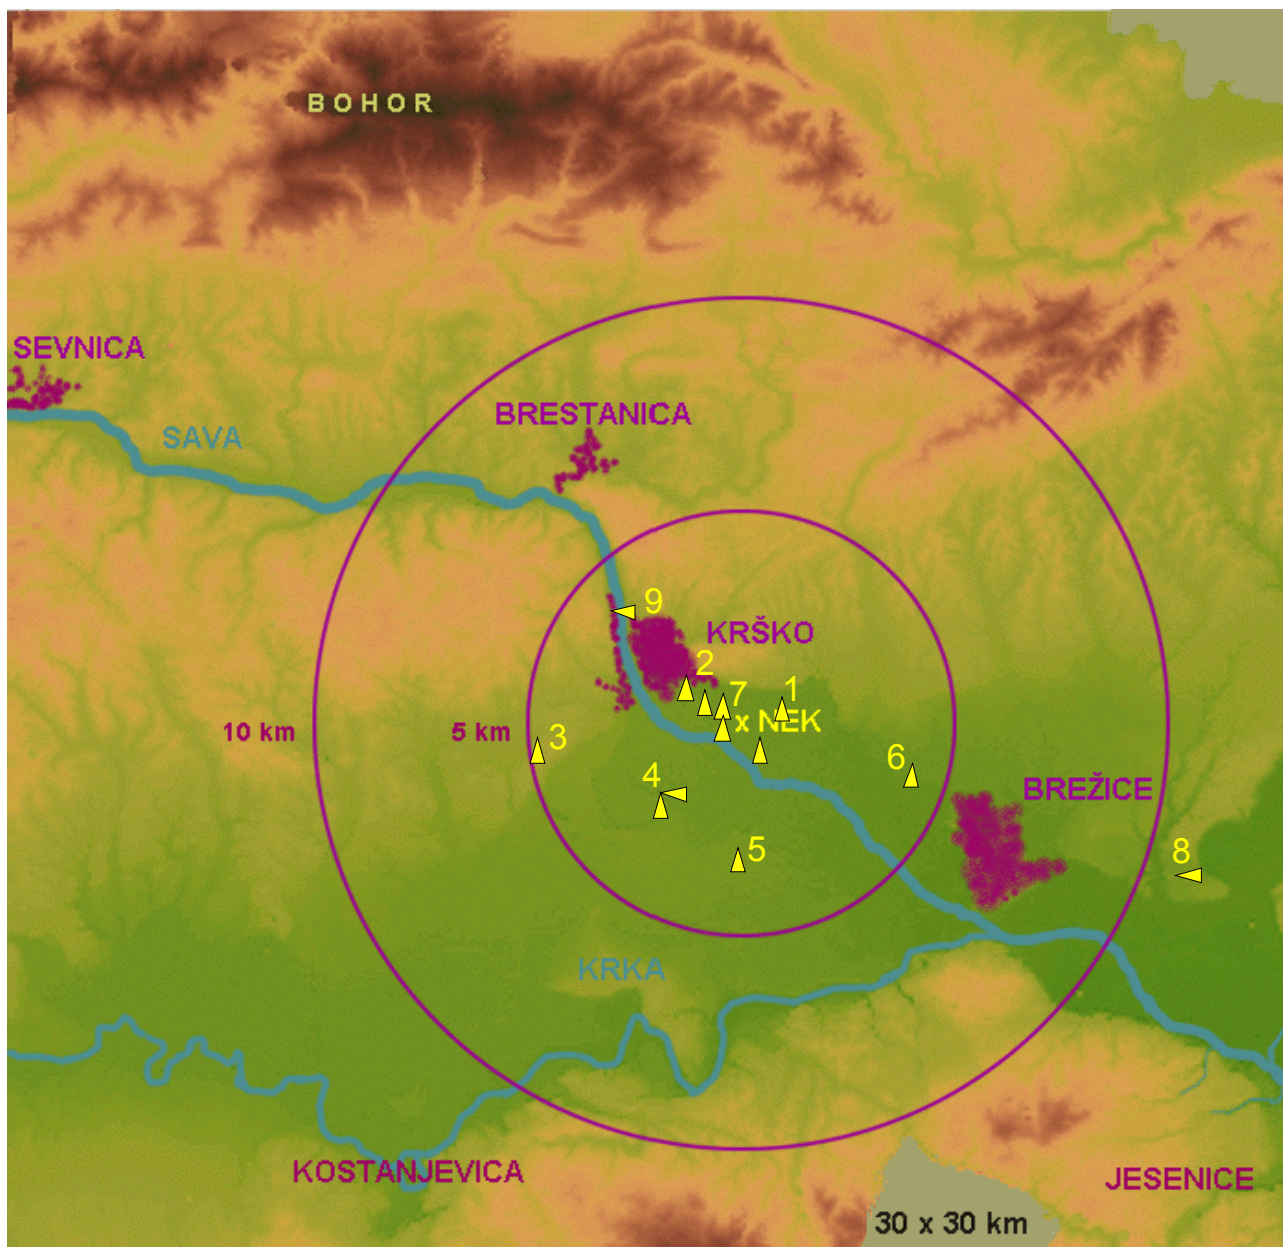 BOHOR
SEVNICA
BRESTANICA
SAVA
9
KRŠKO
2
7
1
x NEK
10 km
5 km
3
6
4
BREŽICE
5
8
KRKA
KOSTANJEVICA
JESENICE
30 x 30 km